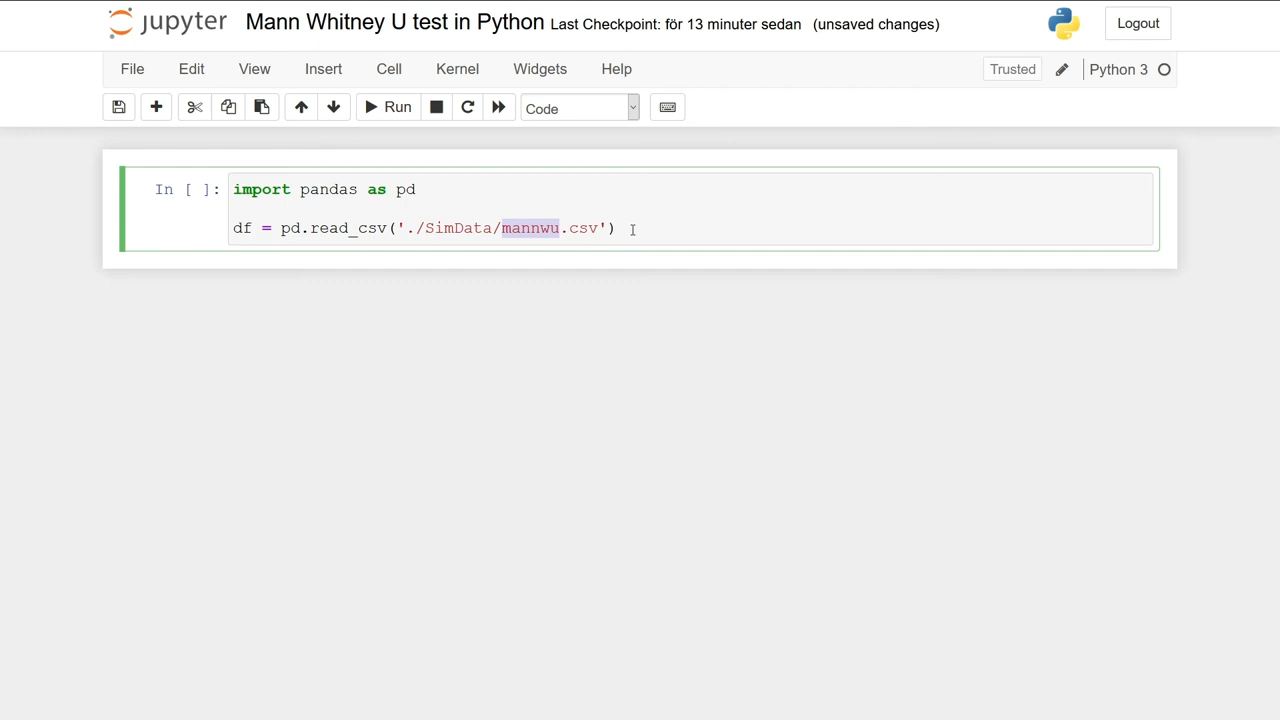 jupyter Mann Whitney U test in Python Last Checkpoint: för 13 minuter sedan (unsaved changes) Logout
File Edit View Insert Cell Kernel Widgets Help Trusted Python 3
Run Code
In [ ]: import pandas as pd
df = pd.read_csv('./SimData/mannwu.csv')